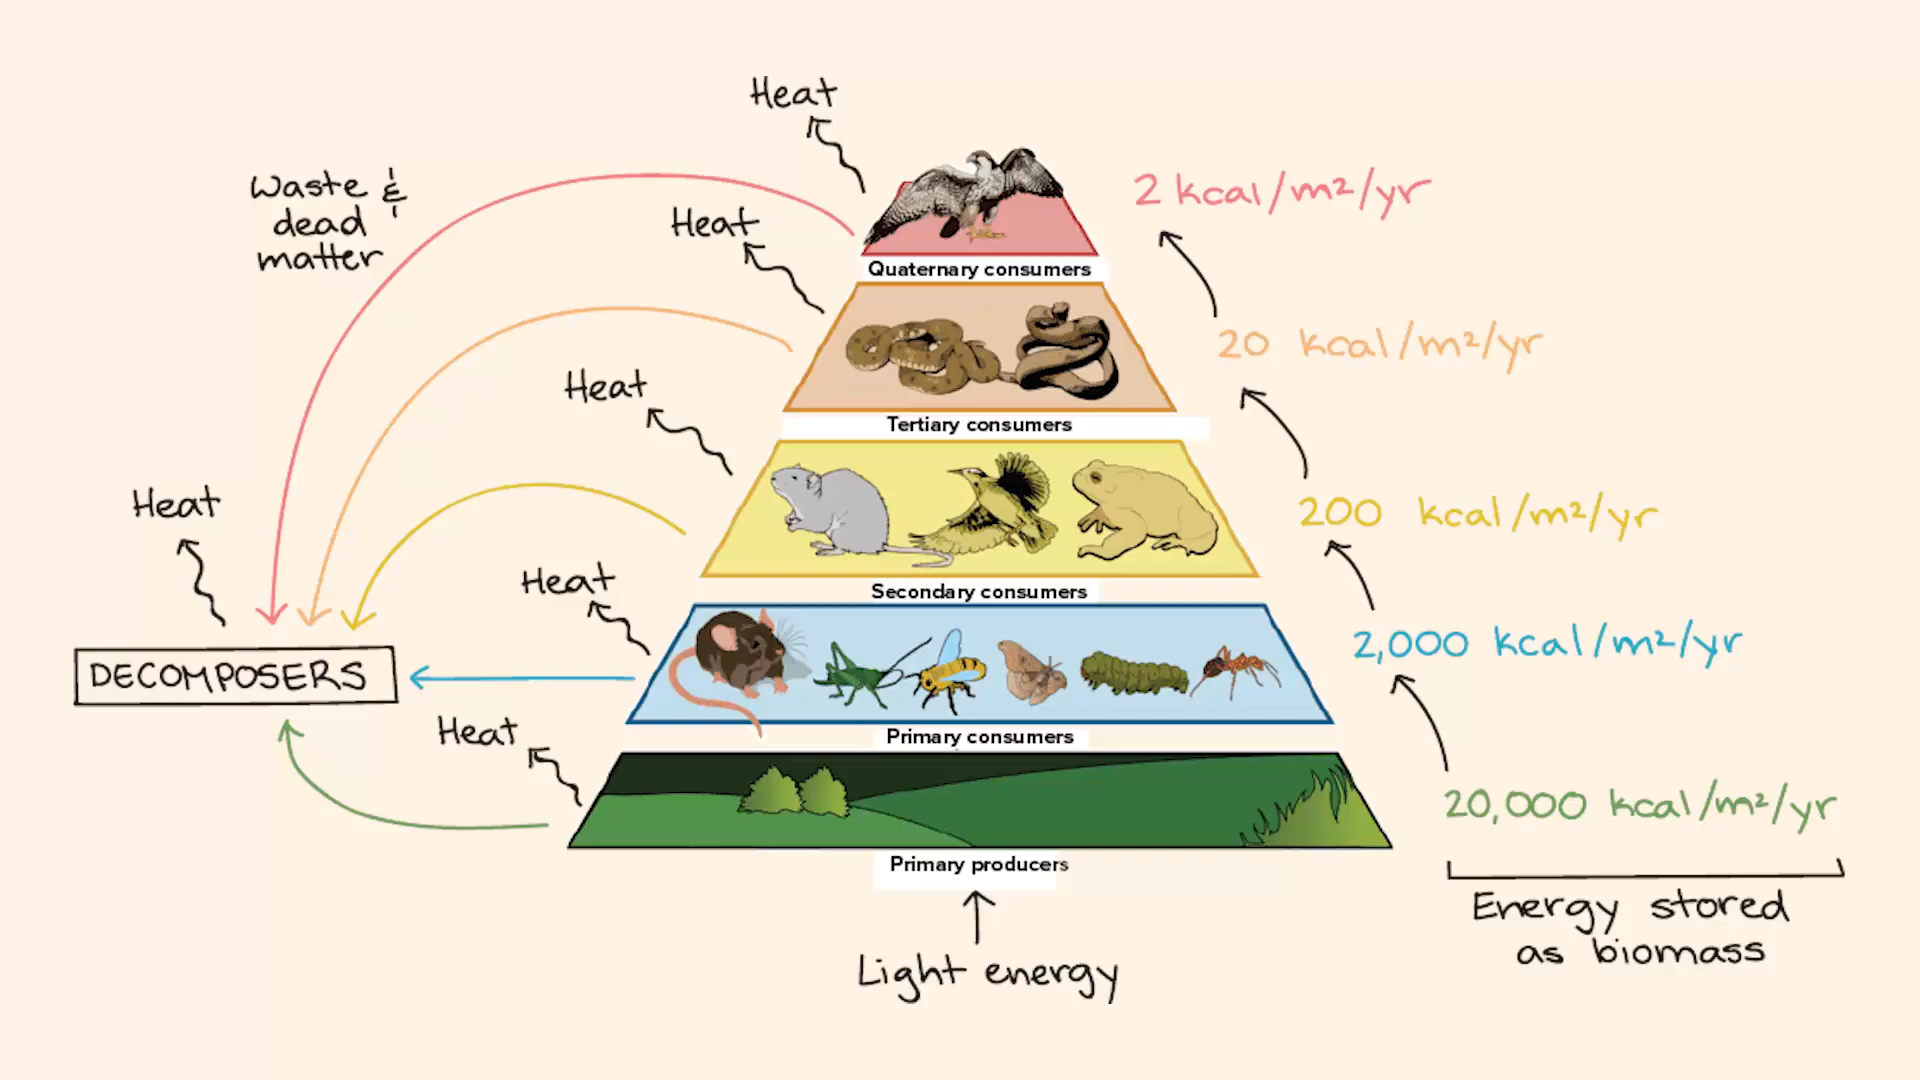 Heat
Waste &
dead
matter
2 kcal/m²/yr
Heat
Quaternary consumers
20 kcal/m²/yr
Heat
Tertiary consumers
Heat
200 kcal/m²/yr
Heat
Secondary consumers
2,000 kcal/m²/yr
DECOMPOSERS
Heat
Primary consumers
20,000 kcal/m²/yr
Primary producers
Energy stored
as biomass
Light energy